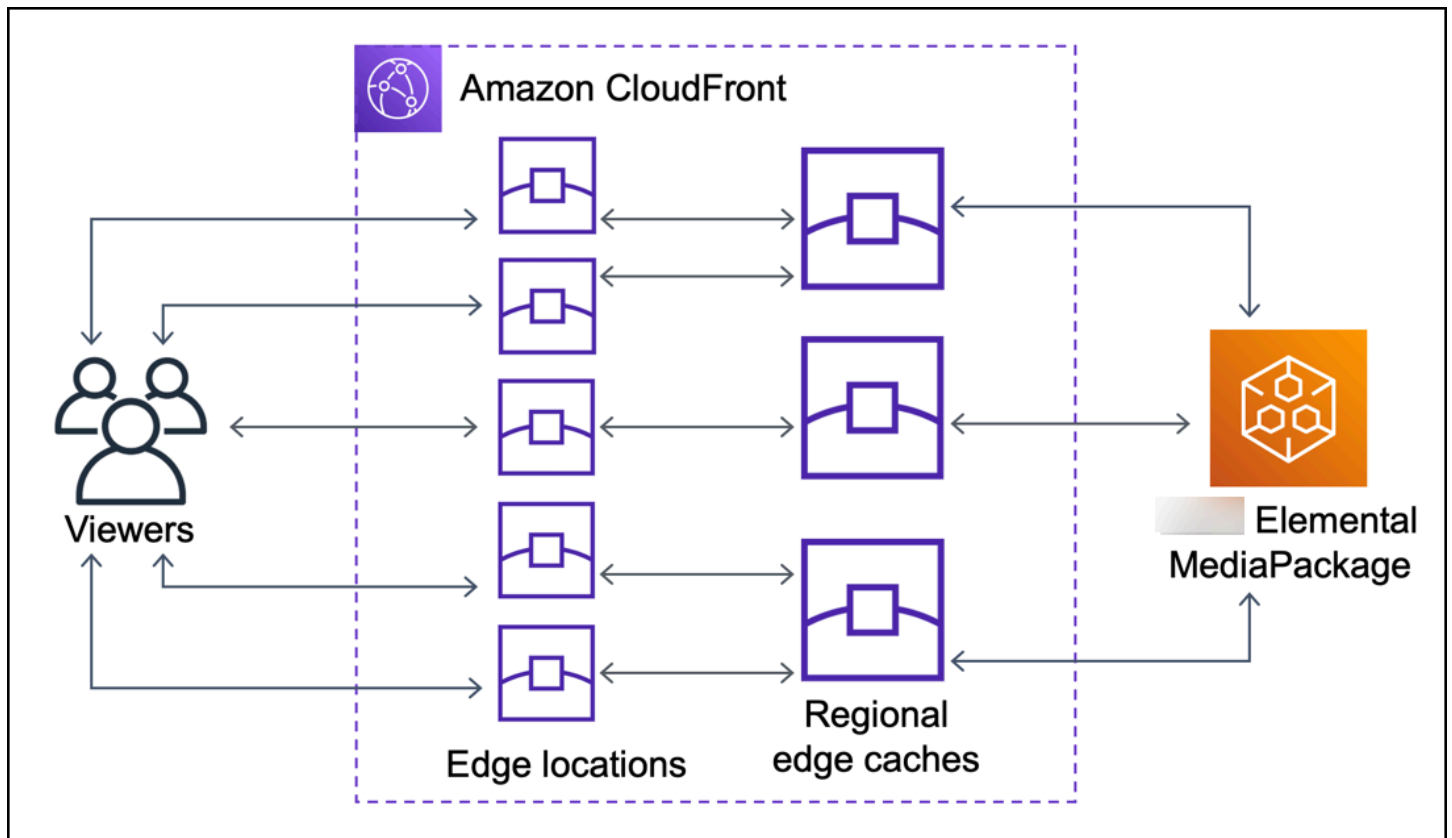 Amazon CloudFront
Viewers
Elemental
MediaPackage
Regional
edge caches
Edge locations